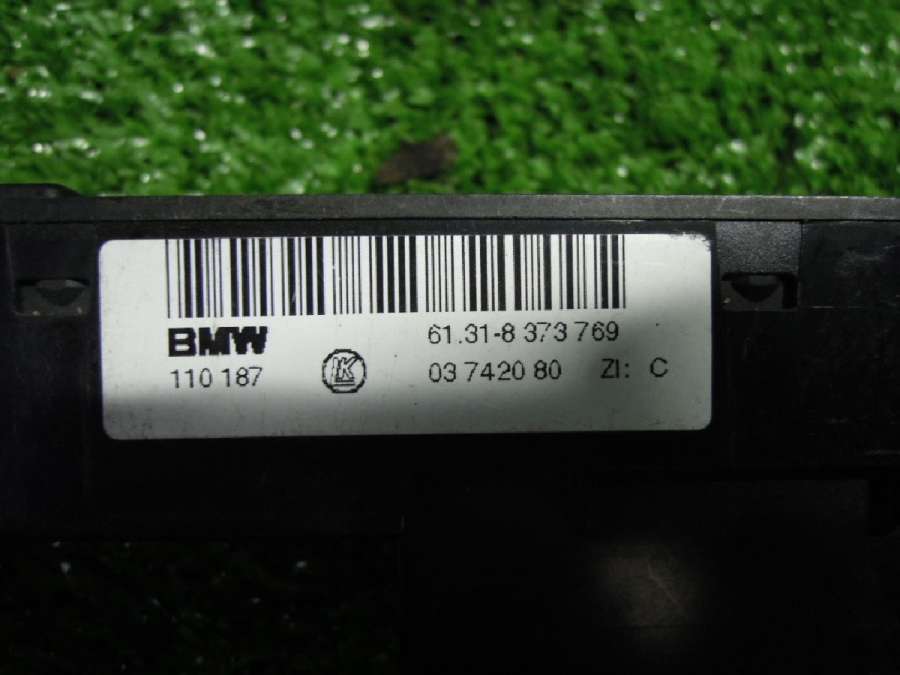 BMW 61.31-8 373 769
110 187 LK 03 7420 80 ZI: C